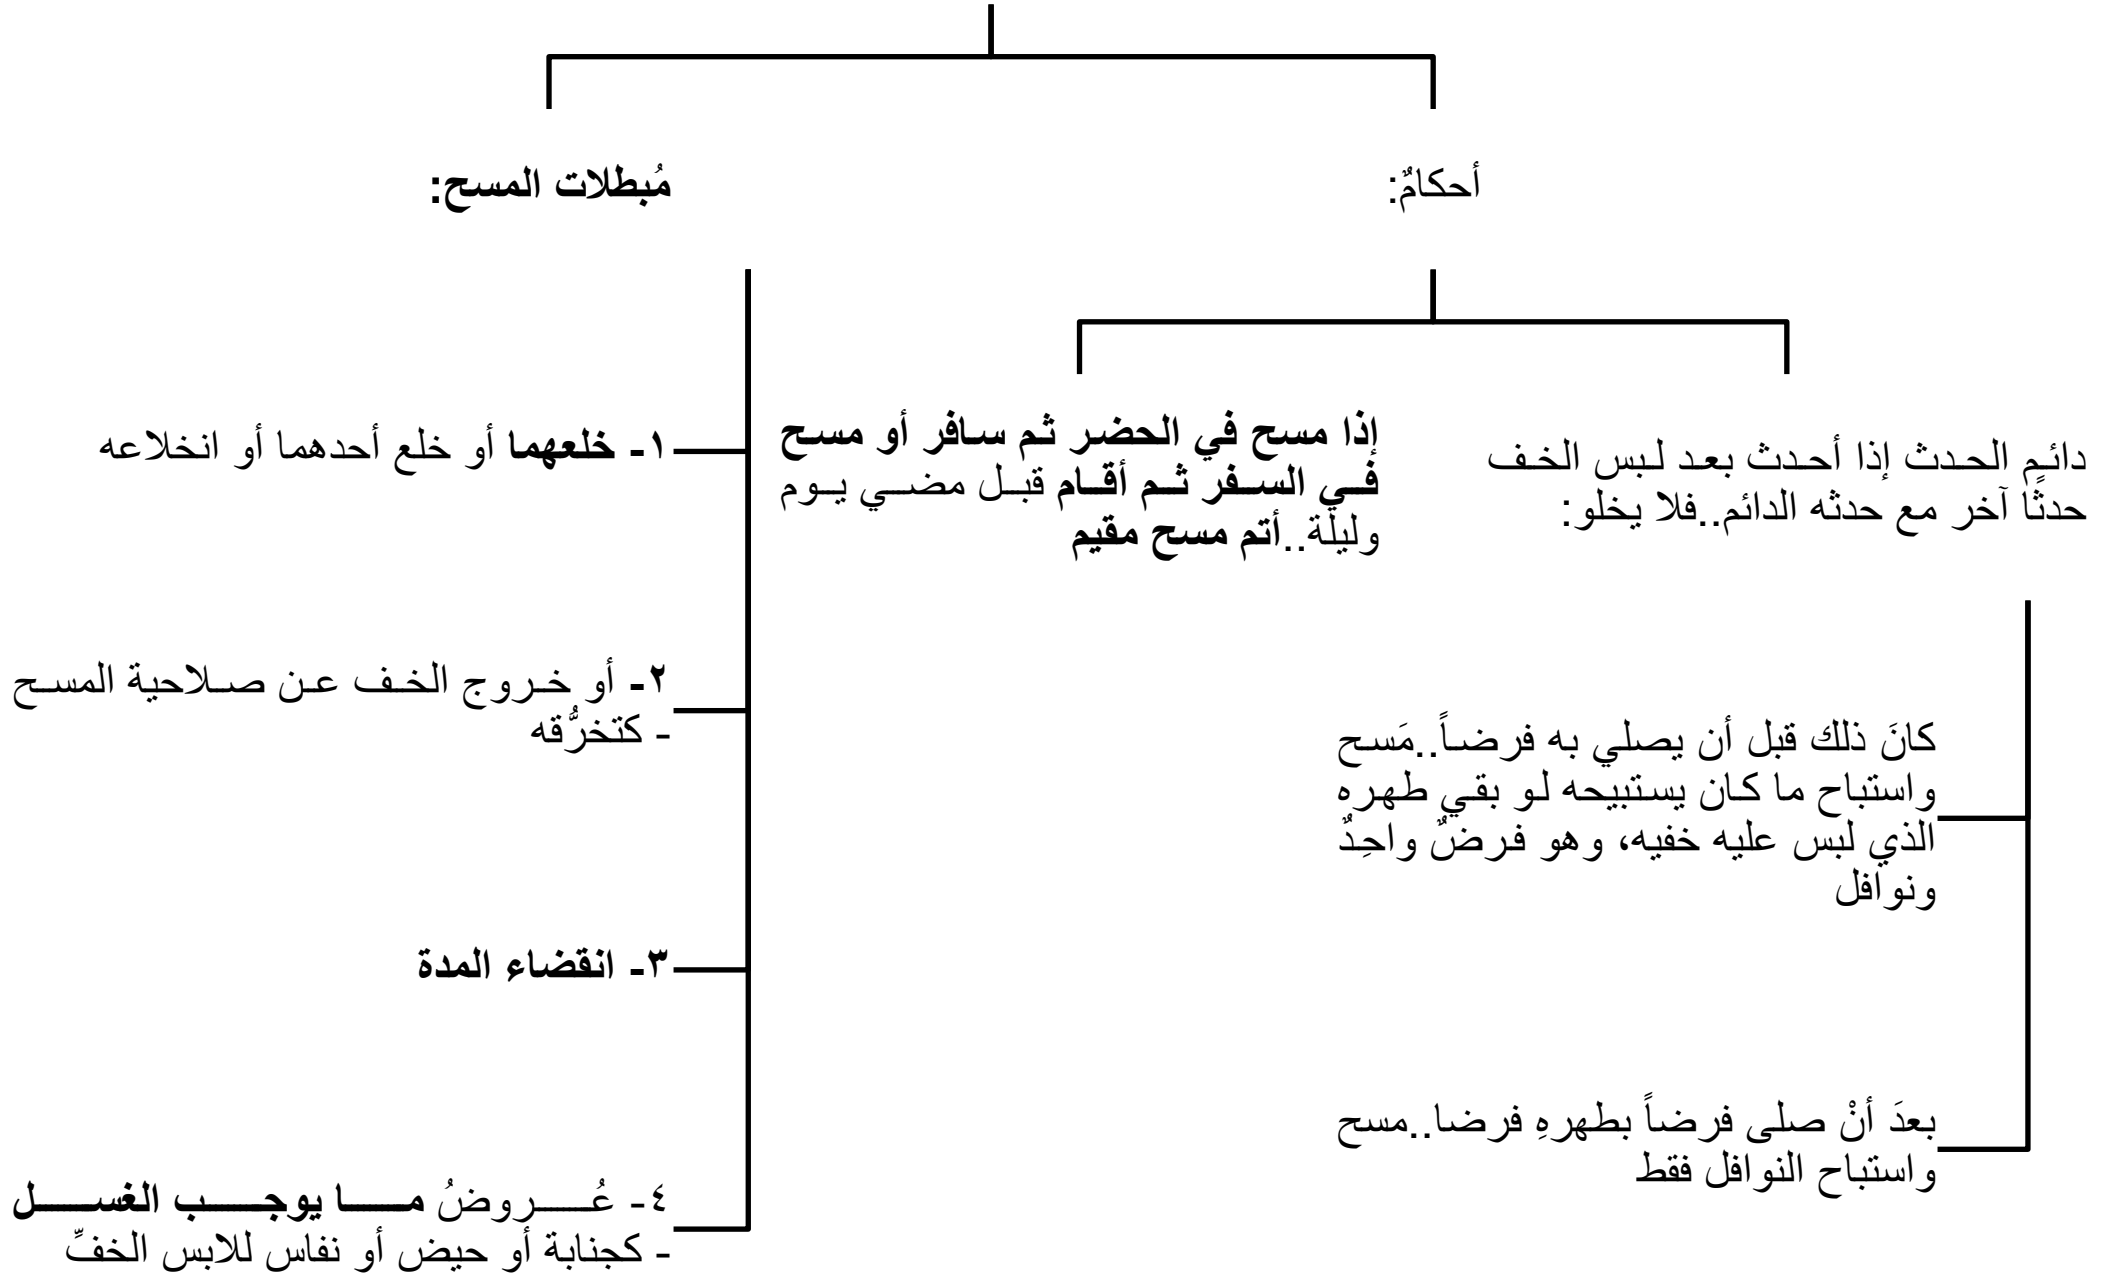 أحكامٌ:
مُبطلات المسح:
دائم الحدث إذا أحدث بعد لبس الخف
حدثًا آخر مع حدثه الدائم..فلا يخلو:
كانَ ذلك قبل أن يصلي به فرضاً..مَسح
واستباح ما كان يستبيحه لو بقي طهره
الذي لبس عليه خفيه، وهو فرضٌ واحِدٌ
ونوافل
بعدَ أنْ صلى فرضاً بطهرهِ فرضا..مسح
واستباح النوافل فقط
إذا مسح في الحضر ثم سافر أو مسح
في السفر ثم أقام قبل مضي يوم
وليلة..أتم مسح مقيم
١- خلعهما أو خلع أحدهما أو انخلاعه
٢- أو خروج الخف عن صلاحية المسح
- كتخرُّقه
٣- انقضاء المدة
٤- عُروضُ ما يوجب الغسل
- كجنابة أو حيض أو نفاس للابس الخفِّ